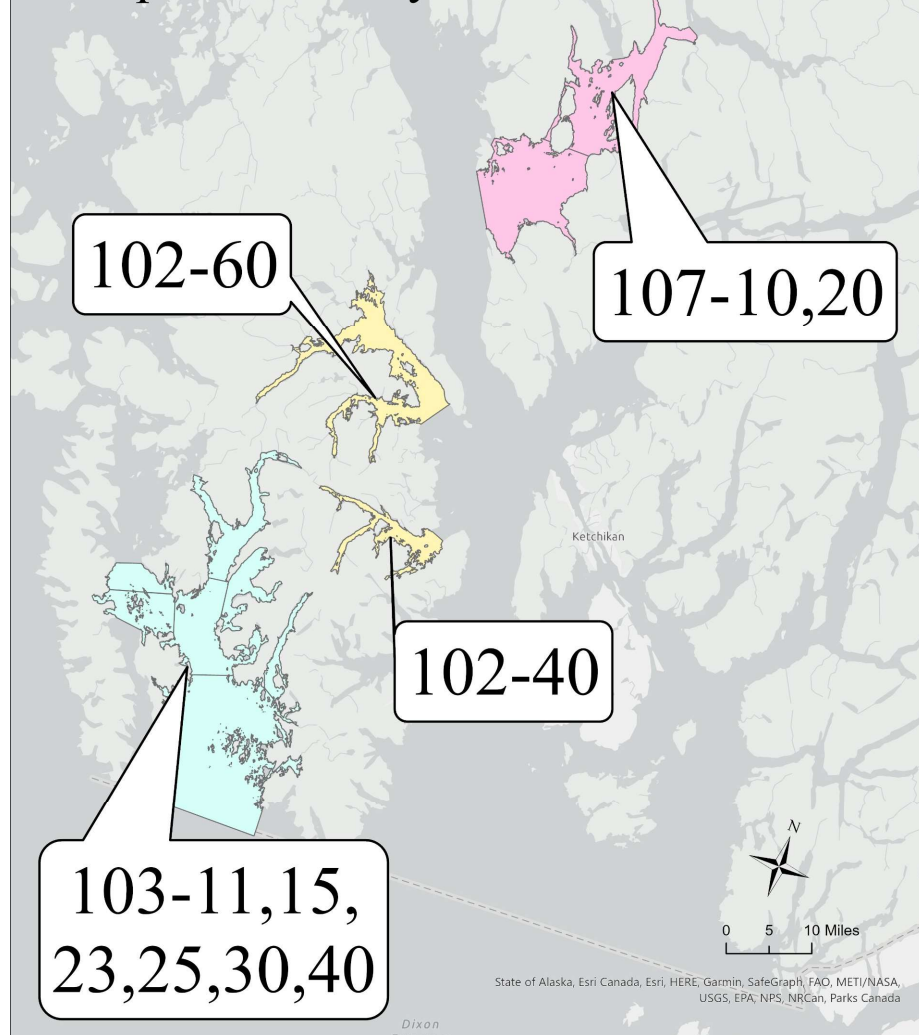 107-10,20
102-60
Ketchikan
102-40
N
103-11,15,
23,25,30,40
0 5 10 Miles
State of Alaska, Esri Canada, Esri, HERE, Garmin, SafeGraph, FAO, METI/NASA,
USGS, EPA, NPS, NRCan, Parks Canada
Dixon